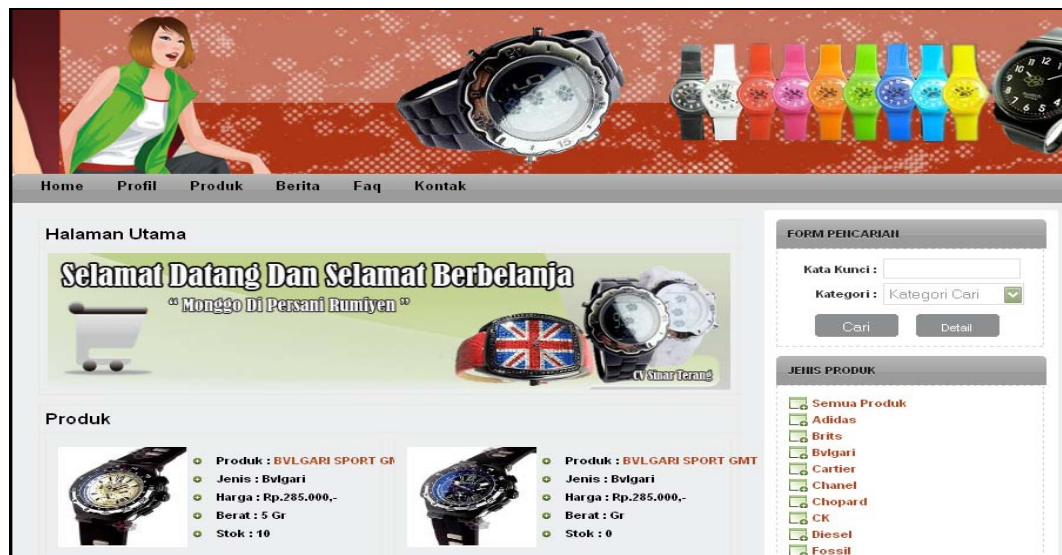 Home Profil Produk Berita Faq Kontak
Halaman Utama
Selamat Datang Dan Selamat Berbelanja
“ Monggo Di Persani Rumiyen ”
CV Sinar Terang
Produk
Produk : BVLGARI SPORT GM
Jenis : Bvlgari
Harga : Rp.285.000,-
Berat : 5 Gr
Stok : 10
Produk : BVLGARI SPORT GMT
Jenis : Bvlgari
Harga : Rp.285.000,-
Berat : Gr
Stok : 0
FORM PENCARIAN
Kata Kunci :
Kategori : Kategori Cari
Cari Detail
JENIS PRODUK
Semua Produk
Adidas
Brits
Bvlgari
Cartier
Chanel
Chopard
CK
Diesel
Fossil